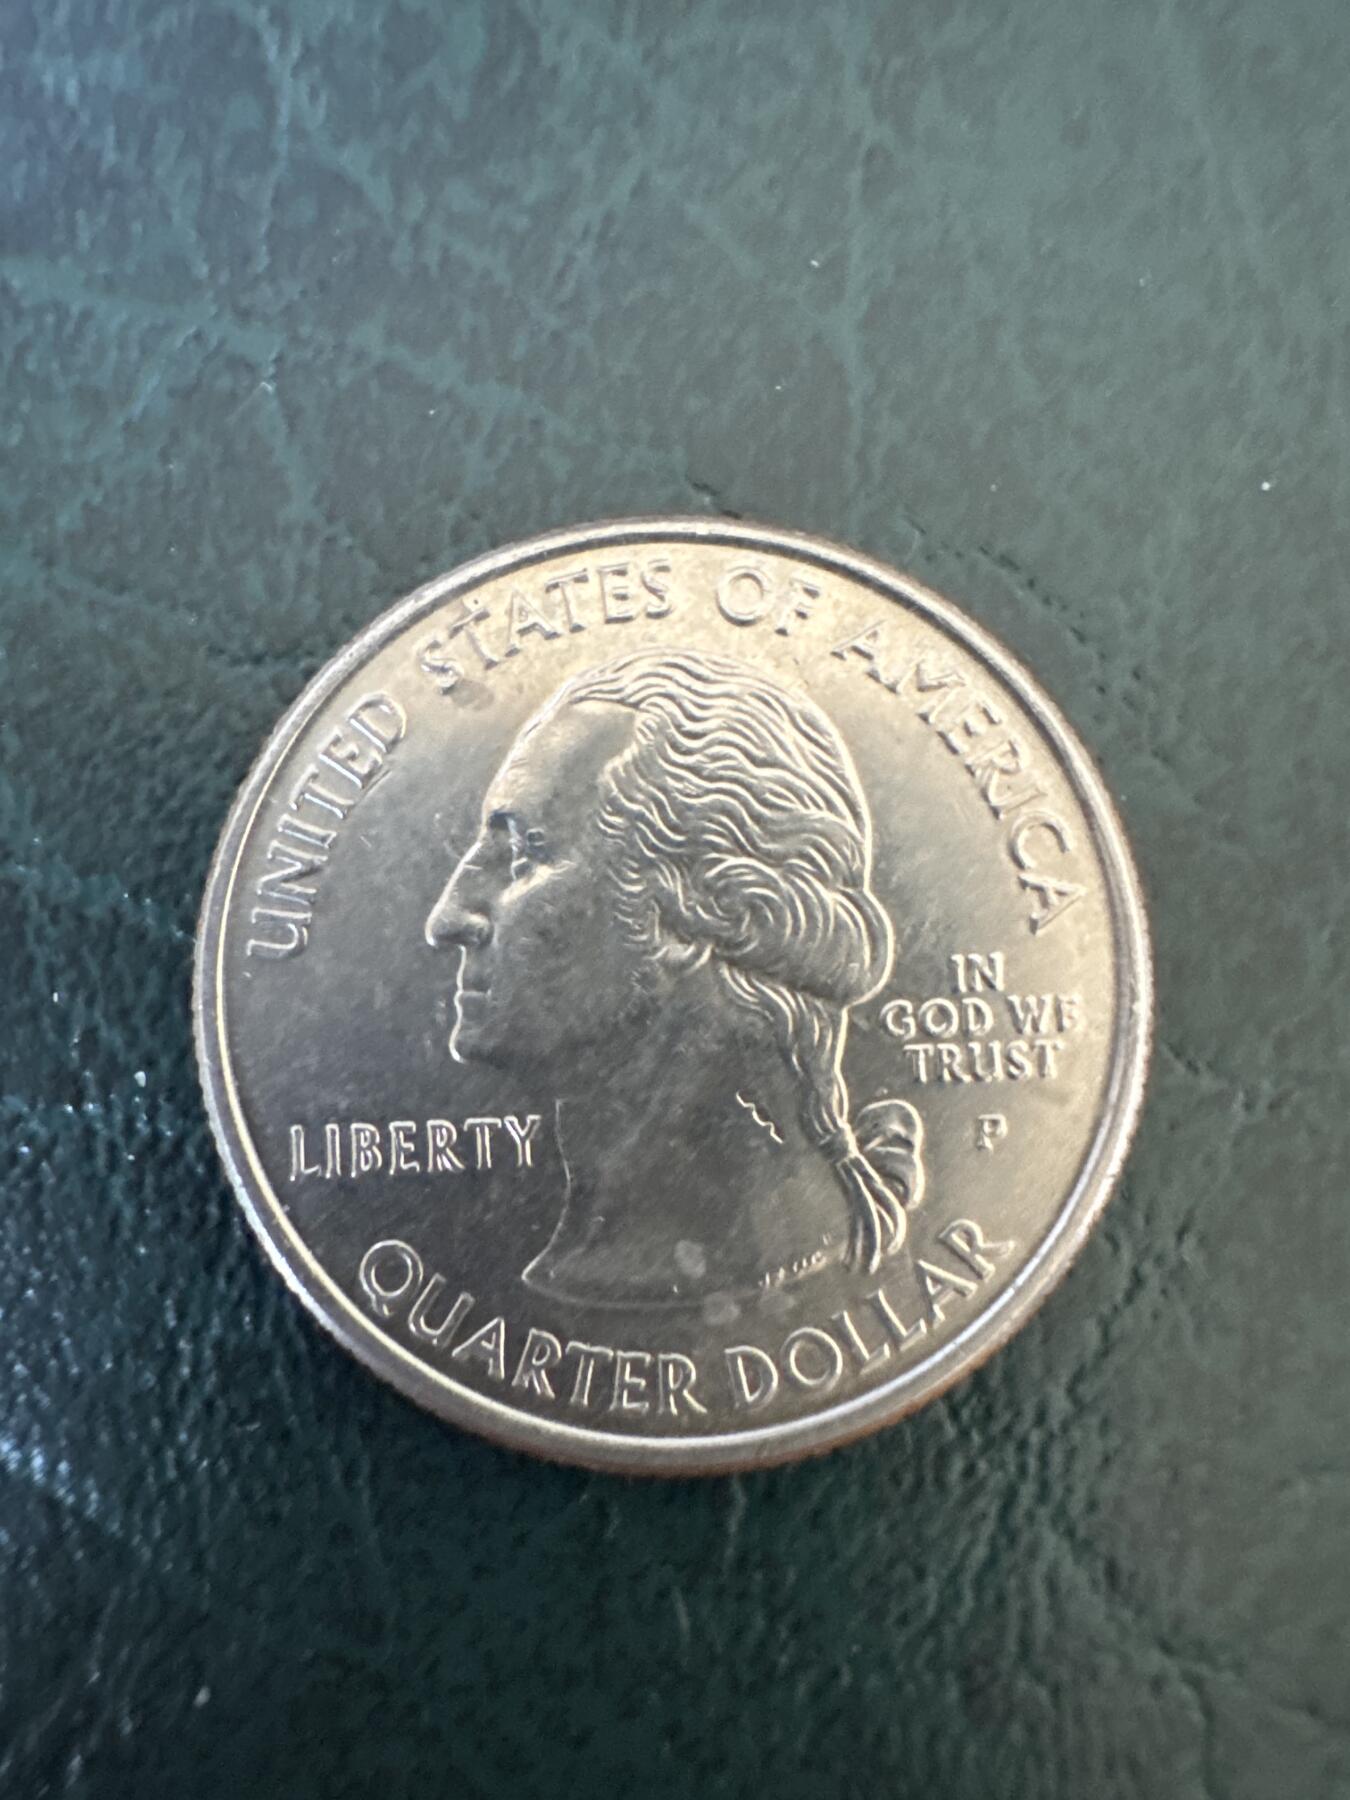 UNITED STATES OF AMERICA
IN
GOD WE
TRUST
LIBERTY
P
QUARTER DOLLAR